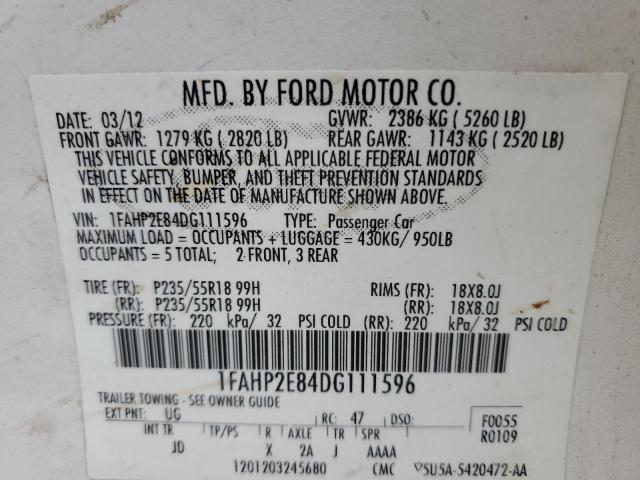 MFD. BY FORD MOTOR CO.
DATE: 03/12 GVWR: 2386 KG ( 5260 LB)
FRONT GAWR: 1279 KG ( 2820 LB) REAR GAWR: 1143 KG ( 2520 LB)
THIS VEHICLE CONFORMS TO ALL APPLICABLE FEDERAL MOTOR
VEHICLE SAFETY, BUMPER, AND THEFT PREVENTION STANDARDS
IN EFFECT ON THE DATE OF MANUFACTURE SHOWN ABOVE.
VIN: 1FAHP2E84DG111596 TYPE: Passenger Car
MAXIMUM LOAD = OCCUPANTS + LUGGAGE = 430KG/ 950LB
OCCUPANTS = 5 TOTAL; 2 FRONT, 3 REAR
TIRE (FR): P235/55R18 99H RIMS (FR): 18X8.0J
(RR): P235/55R18 99H (RR): 18X8.0J
PRESSURE (FR): 220 kPa/ 32 PSI COLD (RR): 220 kPa/ 32 PSI COLD
1FAHP2E84DG111596
TRAILER TOWING - SEE OWNER GUIDE
EXT PNT: UG RC: 47 DSO: F0055
R0109
INT TR TP/PS R AXLE TR SPR
JD X 2A J AAAA
1201203245680 CMC ▽5U5A-5420472-AA